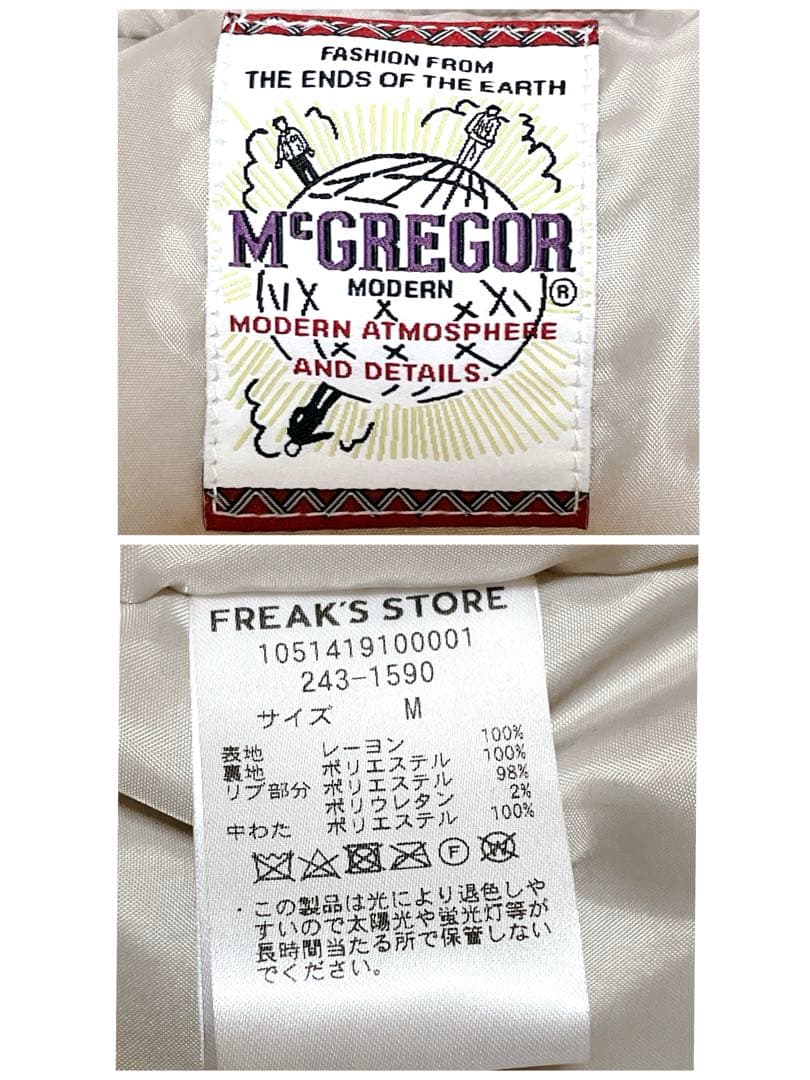 FASHION FROM
THE ENDS OF THE EARTH
McGREGOR
MODERN ®
MODERN ATMOSPHERE
AND DETAILS.
FREAK'S STORE
1051419100001
243-1590
サイズ M
表地 レーヨン 100%
裏地 ポリエステル 100%
リブ部分 ポリエステル 98%
ポリウレタン 2%
中わた ポリエステル 100%
F W
・この製品は光により退色しや
すいので太陽光や蛍光灯等が
長時間当たる所で保管しない
でください。